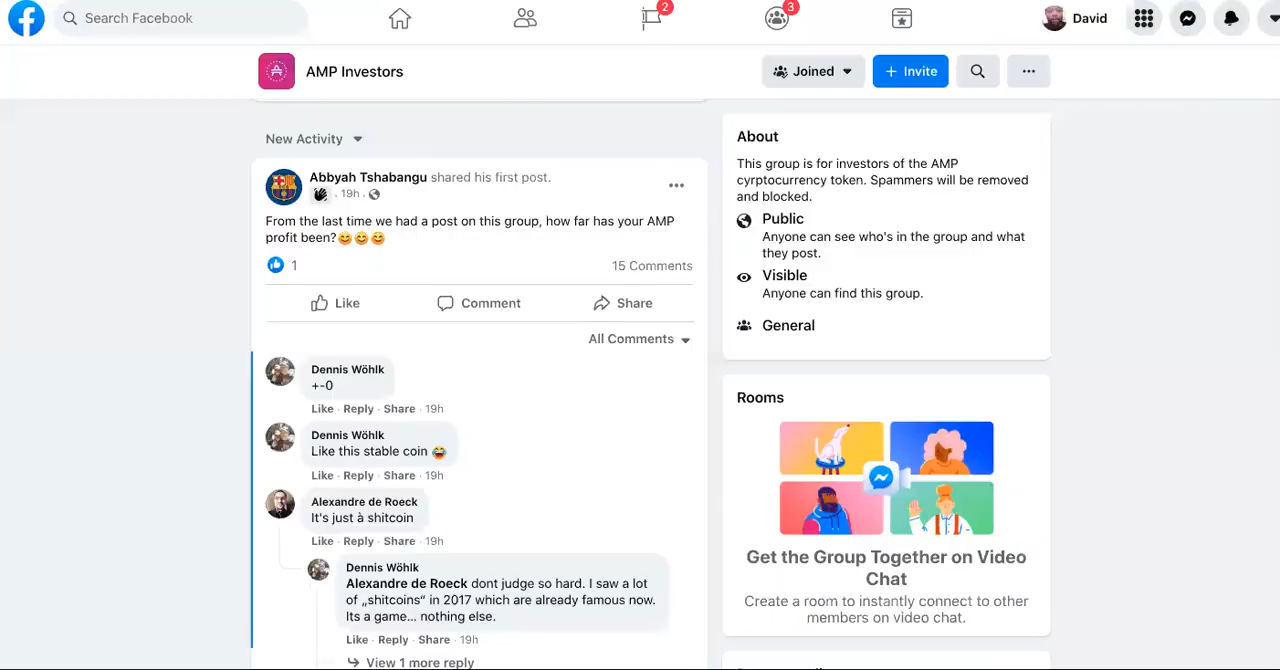 Search Facebook
2
3
David
AMP Investors
Joined
+ Invite
New Activity
Abbyah Tshabangu shared his first post.
· 19h ·
From the last time we had a post on this group, how far has your AMP
profit been?😊😊😊
1
15 Comments
Like
Comment
Share
All Comments
Dennis Wöhlk
+-0
Like · Reply · Share · 19h
Dennis Wöhlk
Like this stable coin 😂
Like · Reply · Share · 19h
Alexandre de Roeck
It's just à shitcoin
Like · Reply · Share · 19h
Dennis Wöhlk
Alexandre de Roeck dont judge so hard. I saw a lot
of „shitcoins“ in 2017 which are already famous now.
Its a game... nothing else.
Like · Reply · Share · 19h
View 1 more reply
About
This group is for investors of the AMP
cyrptocurrency token. Spammers will be removed
and blocked.
Public
Anyone can see who's in the group and what
they post.
Visible
Anyone can find this group.
General
Rooms
Get the Group Together on Video
Chat
Create a room to instantly connect to other
members on video chat.